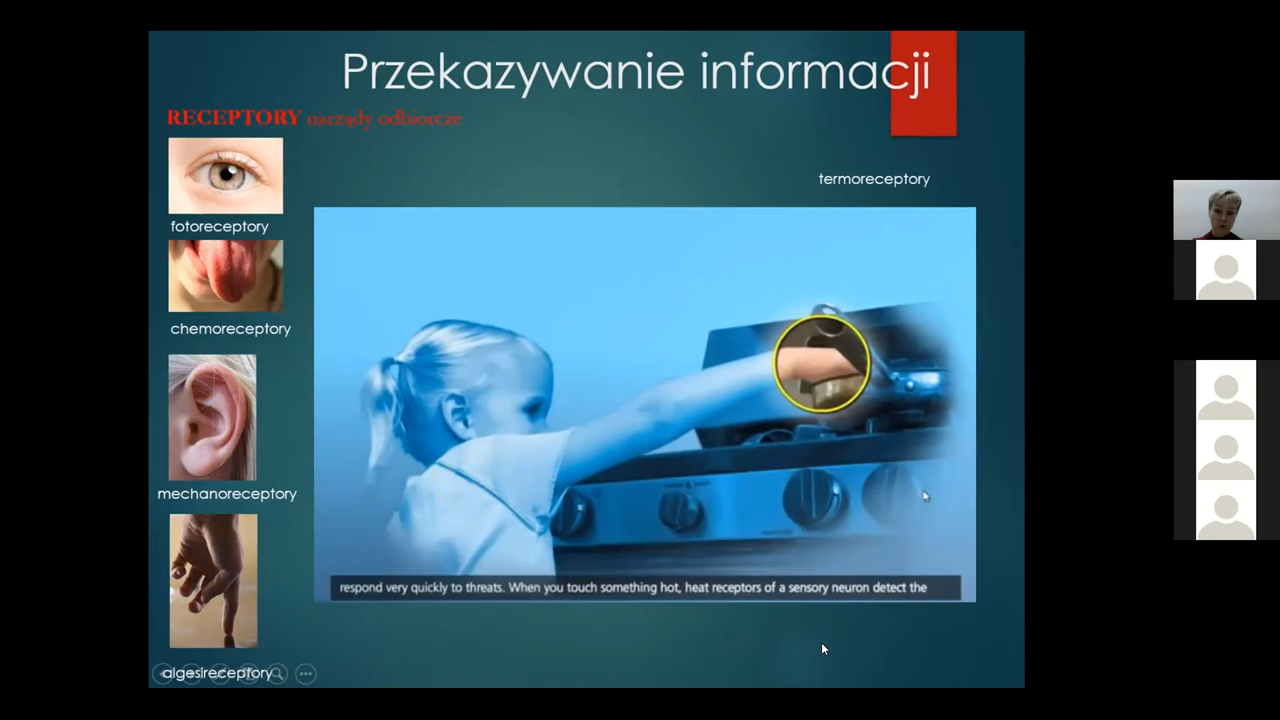 Przekazywanie informacji
RECEPTORY narządy odbiorcze
termoreceptory
fotoreceptory
chemoreceptory
mechanoreceptory
respond very quickly to threats. When you touch something hot, heat receptors of a sensory neuron detect the
algesireceptory